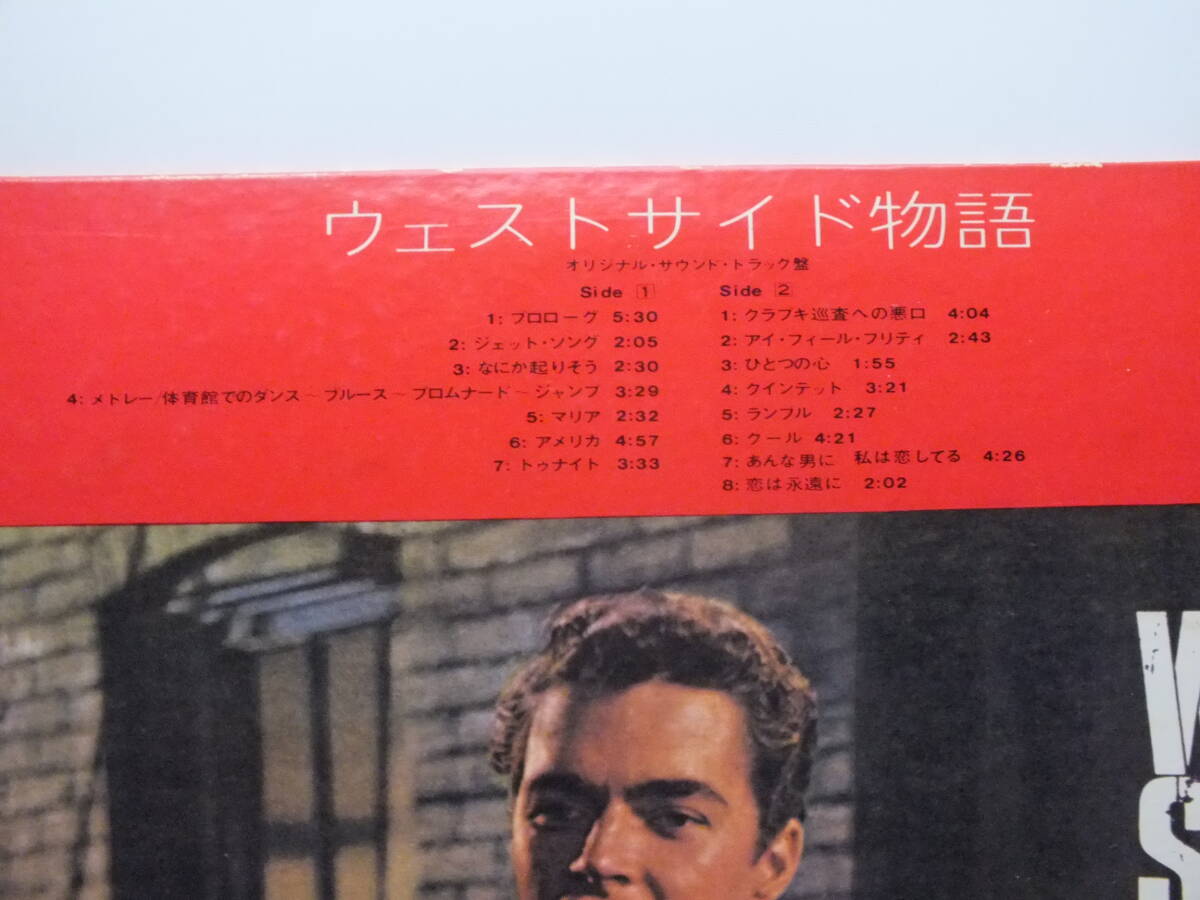 ウェストサイド物語
オリジナル・サウンド・トラック盤
Side 1
1: プロローグ 5:30
2: ジェット・ソング 2:05
3: なにか起りそう 2:30
4: メドレー/体育館でのダンス～ブルース～プロムナード～ジャンプ 3:29
5: マリア 2:32
6: アメリカ 4:57
7: トゥナイト 3:33
Side 2
1: クラプキ巡査への悪口 4:04
2: アイ・フィール・プリティ 2:43
3: ひとつの心 1:55
4: クインテット 3:21
5: ランブル 2:27
6: クール 4:21
7: あんな男に 私は恋してる 4:26
8: 恋は永遠に 2:02
W
S